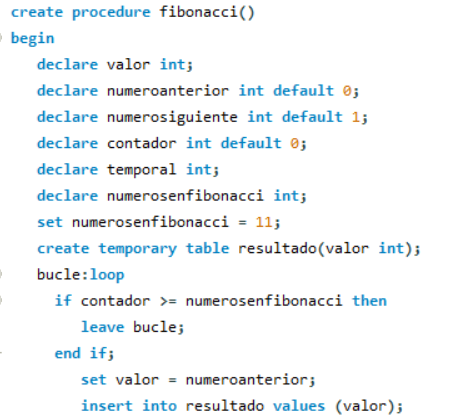 create procedure fibonacci()
begin
declare valor int;
declare numeroanterior int default 0;
declare numerosiguiente int default 1;
declare contador int default 0;
declare temporal int;
declare numerosenfibonacci int;
set numerosenfibonacci = 11;
create temporary table resultado(valor int);
bucle:loop
if contador >= numerosenfibonacci then
leave bucle;
end if;
set valor = numeroanterior;
insert into resultado values (valor);